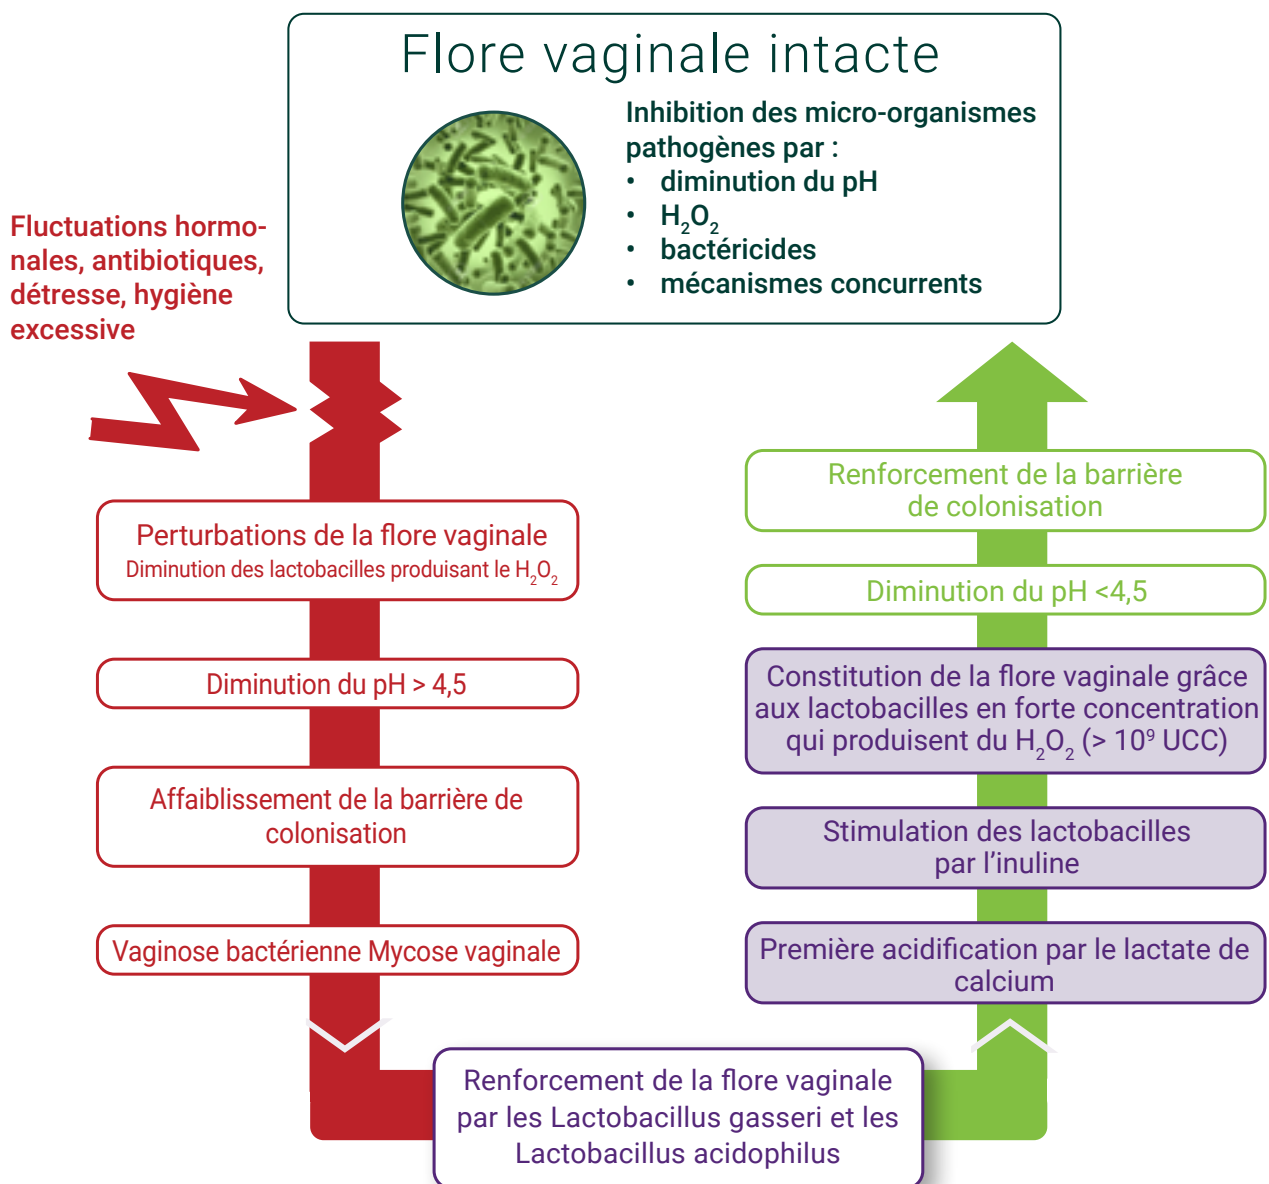 Flore vaginale intacte
Inhibition des micro-organismes
pathogènes par :
• diminution du pH
• H₂O₂
• bactéricides
• mécanismes concurrents
Fluctuations hormo-
nales, antibiotiques,
détresse, hygiène
excessive
Perturbations de la flore vaginale
Diminution des lactobacilles produisant le H₂O₂
Diminution du pH > 4,5
Affaiblissement de la barrière de
colonisation
Vaginose bactérienne Mycose vaginale
Renforcement de la flore vaginale
par les Lactobacillus gasseri et les
Lactobacillus acidophilus
Renforcement de la barrière
de colonisation
Diminution du pH <4,5
Constitution de la flore vaginale grâce
aux lactobacilles en forte concentration
qui produisent du H₂O₂ (> 10⁹ UCC)
Stimulation des lactobacilles
par l’inuline
Première acidification par le lactate de
calcium